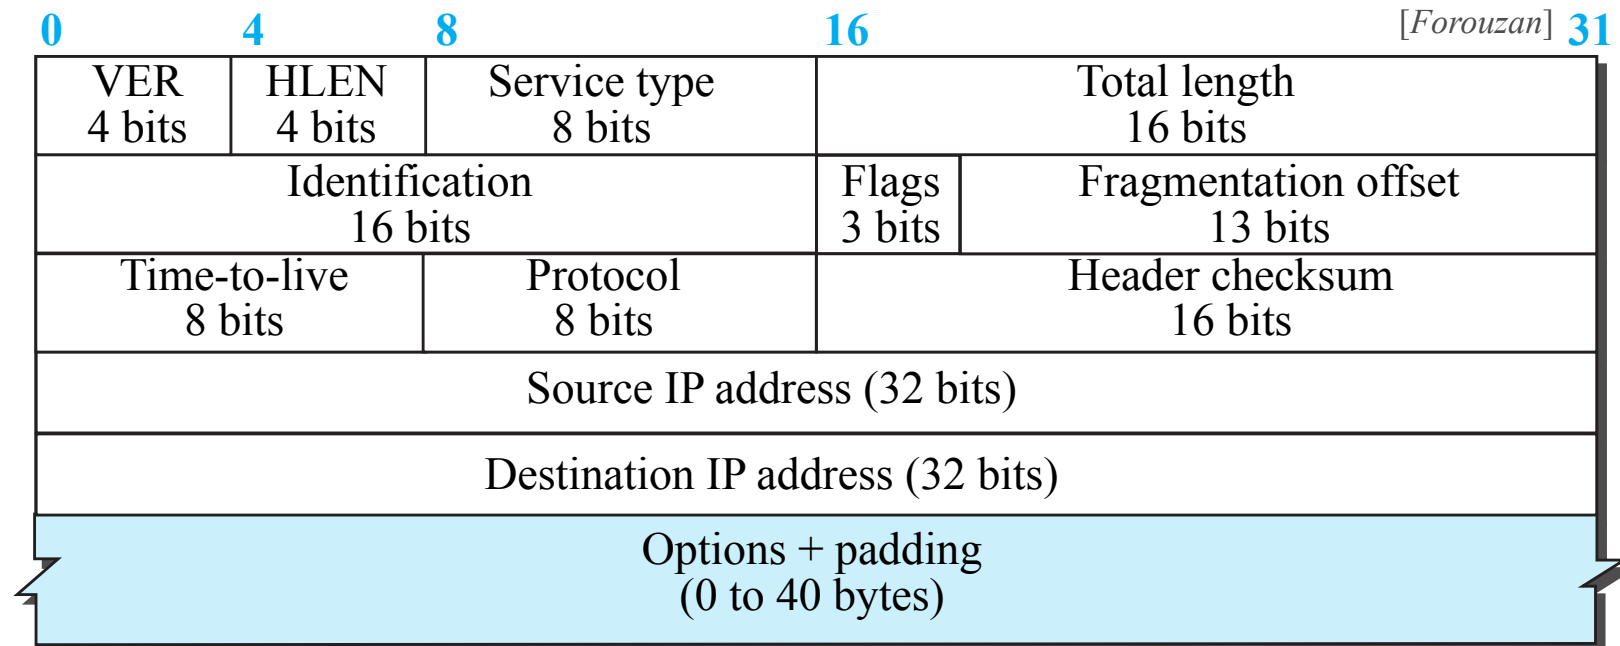 0 4 8 16 [Forouzan] 31
VER HLEN Service type Total length
4 bits 4 bits 8 bits 16 bits
Identification Flags Fragmentation offset
16 bits 3 bits 13 bits
Time-to-live Protocol Header checksum
8 bits 8 bits 16 bits
Source IP address (32 bits)
Destination IP address (32 bits)
Options + padding
(0 to 40 bytes)